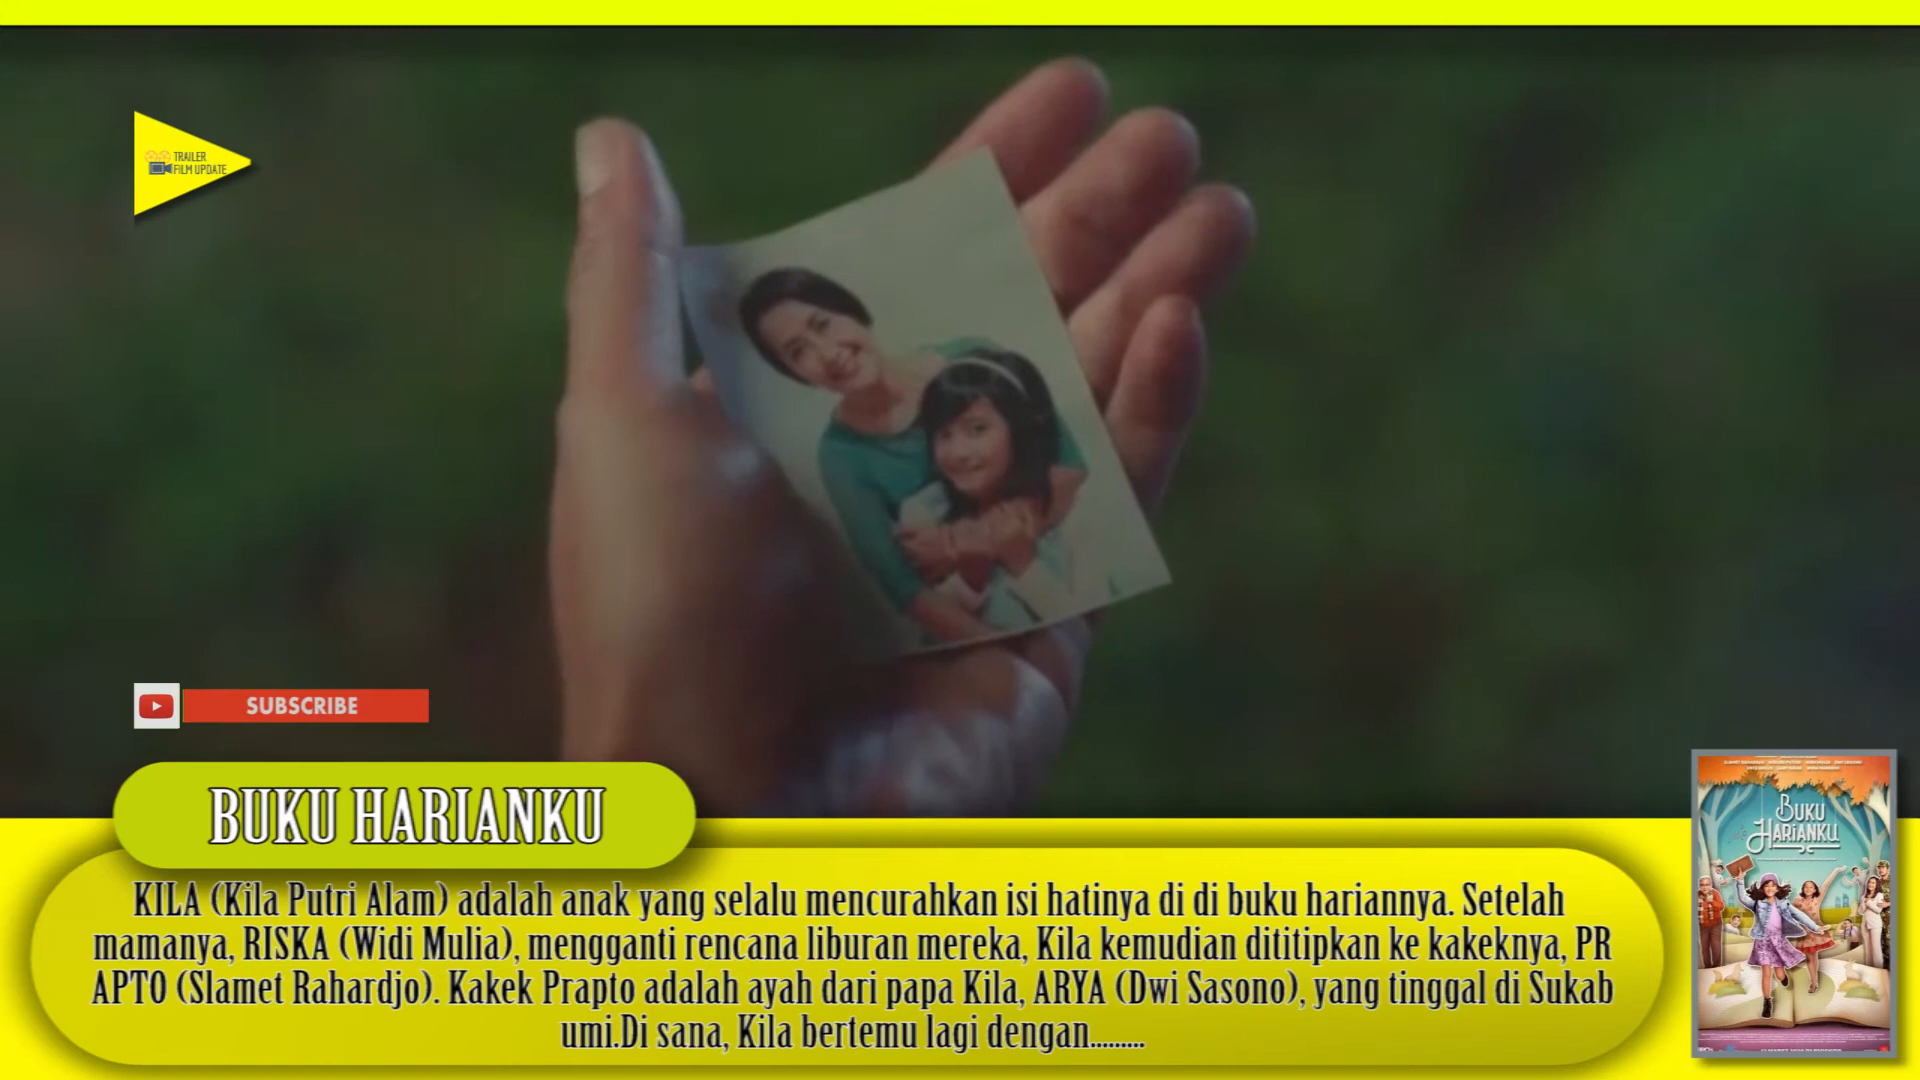 TRAILER
FILM UPDATE
SUBSCRIBE
BUKU HARIANKU
KILA (Kila Putri Alam) adalah anak yang selalu mencurahkan isi hatinya di di buku hariannya. Setelah
mamanya, RISKA (Widi Mulia), mengganti rencana liburan mereka, Kila kemudian dititipkan ke kakeknya, PR
APTO (Slamet Rahardjo). Kakek Prapto adalah ayah dari papa Kila, ARYA (Dwi Sasono), yang tinggal di Sukab
umi.Di sana, Kila bertemu lagi dengan.........
BUKU
HARIANKU